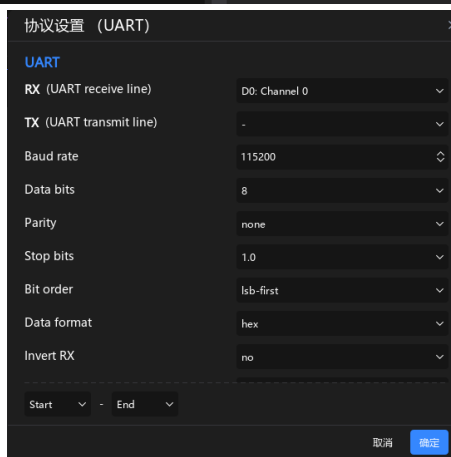 协议设置 （UART）
UART
RX (UART receive line) D0: Channel 0
TX (UART transmit line) -
Baud rate 115200
Data bits 8
Parity none
Stop bits 1.0
Bit order lsb-first
Data format hex
Invert RX no
Start - End
取消 确定